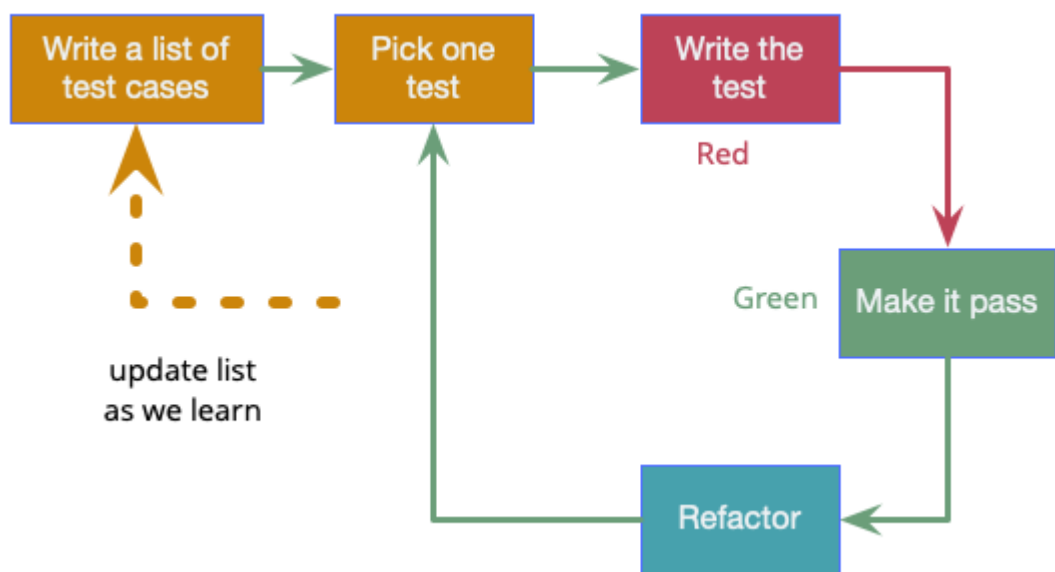 Write a list of
test cases
Pick one
test
Write the
test
Red
Green
Make it pass
update list
as we learn
Refactor